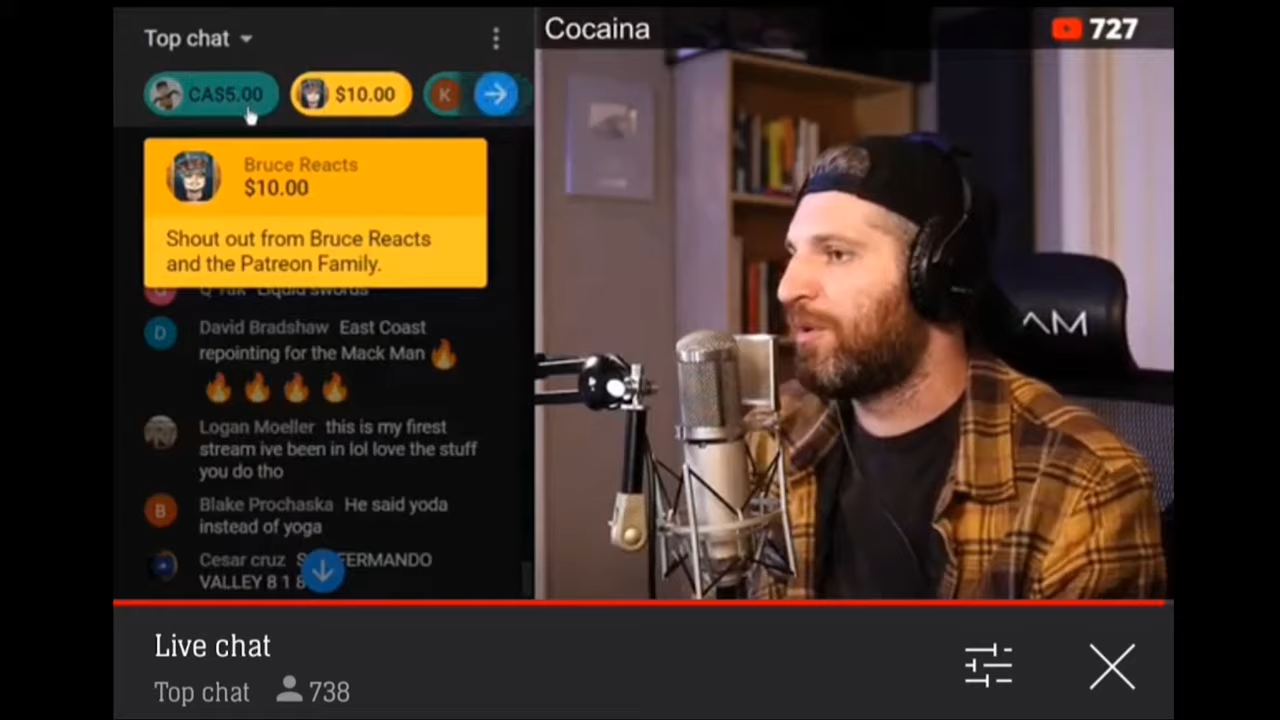 Top chat
CA$5.00
$10.00
K
Cocaina
727
Bruce Reacts
$10.00
Shout out from Bruce Reacts
and the Patreon Family.
Liquid swords
D
David Bradshaw East Coast
repointing for the Mack Man
Logan Moeller this is my firest
stream ive been in lol love the stuff
you do tho
B
Blake Prochaska He said yoda
instead of yoga
Cesar cruz FERMANDO
VALLEY 8 1 8
Live chat
Top chat 738